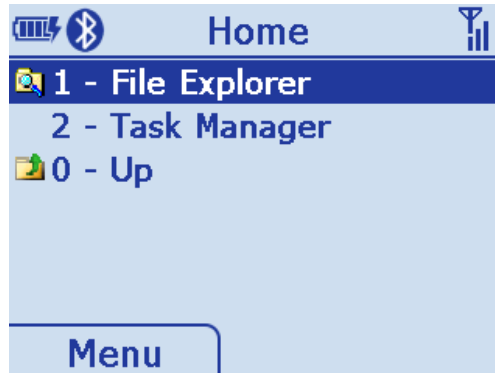 Home
1 - File Explorer
2 - Task Manager
0 - Up
Menu